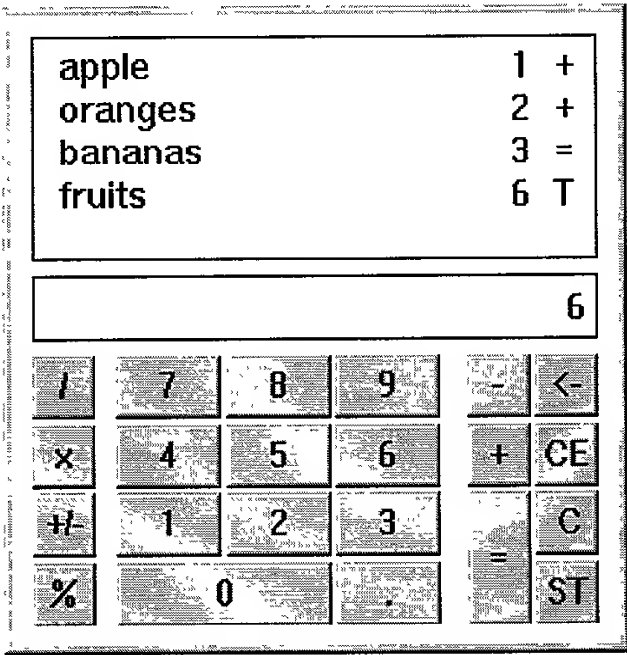 apple 1 +
oranges 2 +
bananas 3 =
fruits 6 T
6
/ 7 8 9 - <-
x 4 5 6 + CE
+/- 1 2 3 = C
% 0 . ST